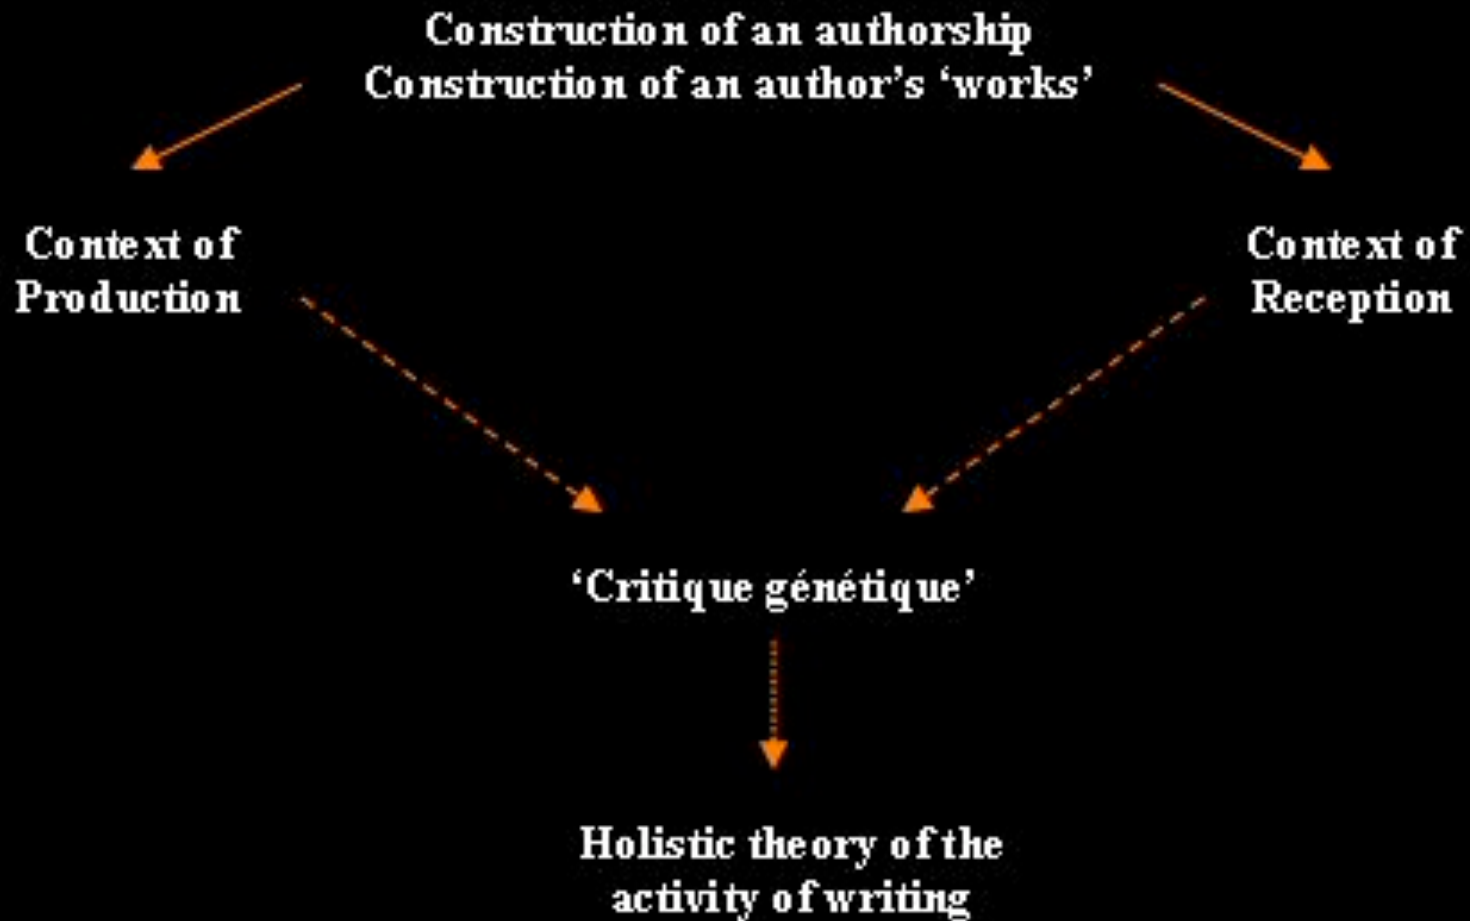 Construction of an authorship
Construction of an author’s ‘works’
Context of
Production
Context of
Reception
‘Critique génétique’
Holistic theory of the
activity of writing